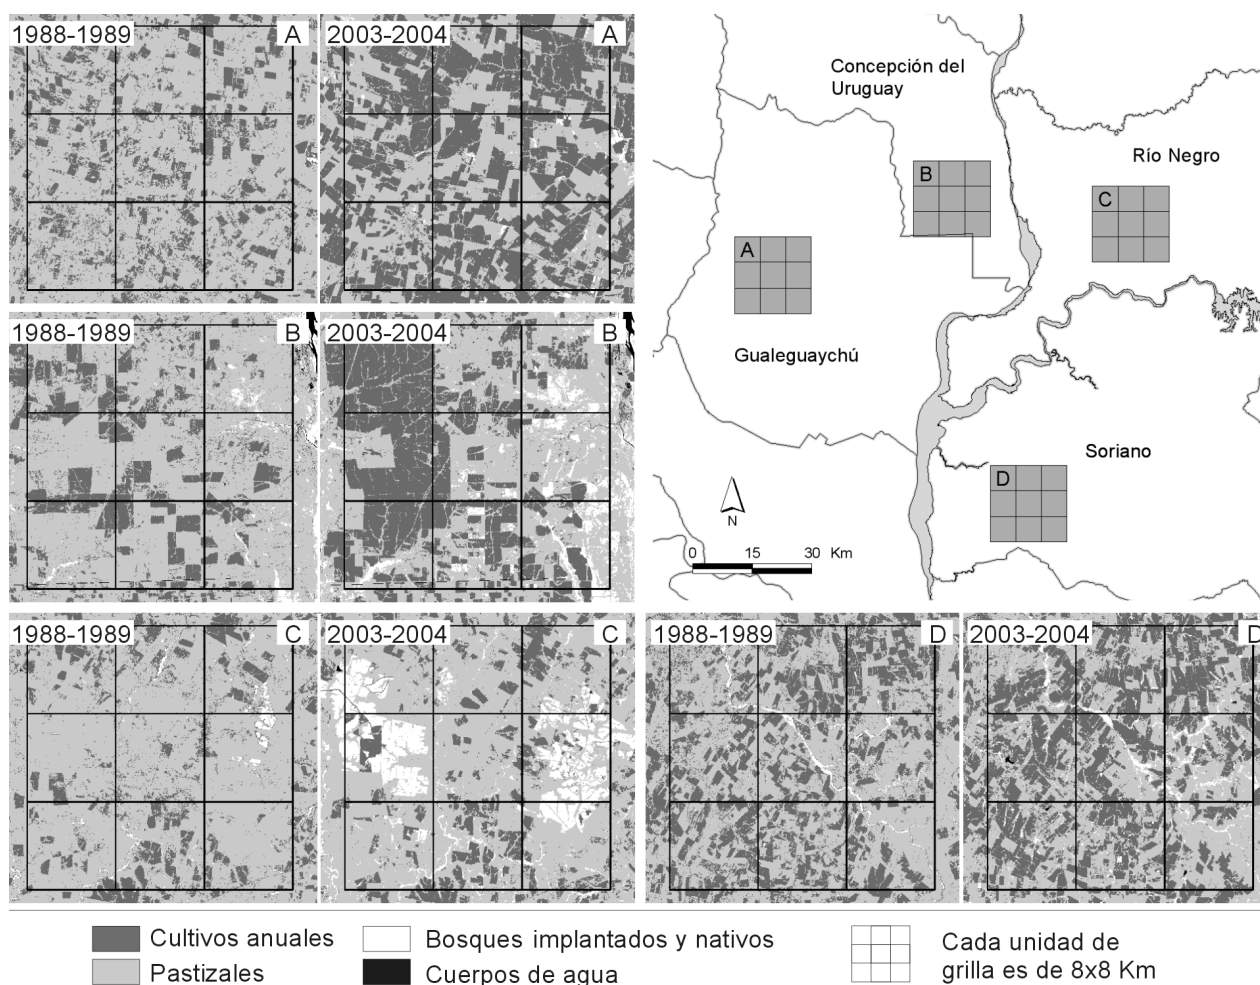 1988-1989
A
2003-2004
A
1988-1989
B
2003-2004
B
Concepción del
Uruguay
Río Negro
B
C
A
Gualeguaychú
Soriano
D
N
0 15 30 Km
1988-1989
C
2003-2004
C
1988-1989
D
2003-2004
D
Cultivos anuales
Bosques implantados y nativos
Pastizales
Cuerpos de agua
Cada unidad de
grilla es de 8x8 Km